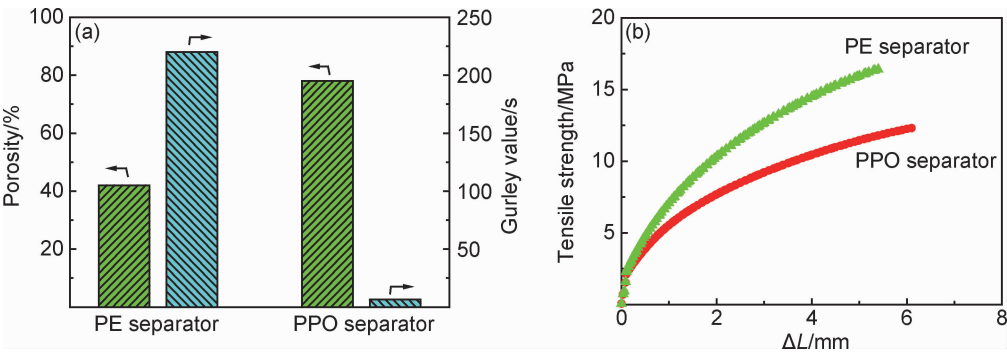 (a)
Porosity/%
100
80
60
40
20
250
200
150
100
50
Gurley value/s
PE separator
PPO separator
(b)
Tensile strength/MPa
20
15
10
5
0
2
4
6
8
ΔL/mm
PE separator
PPO separator